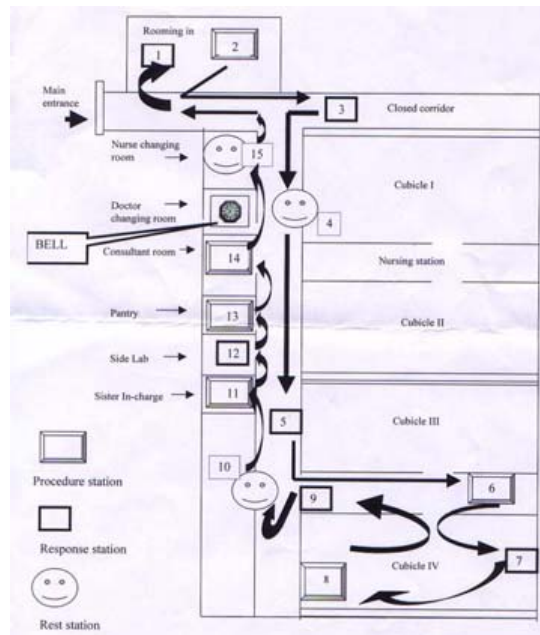 Rooming in
1
2
Main
entrance
3
Closed corridor
Nurse changing
room
15
Cubicle I
Doctor
changing room
4
BELL
Consultant room
14
Nursing station
Pantry
13
Cubicle II
Side Lab
12
Sister In-charge
11
5
Cubicle III
10
6
Procedure station
9
7
Cubicle IV
8
Response station
Rest station